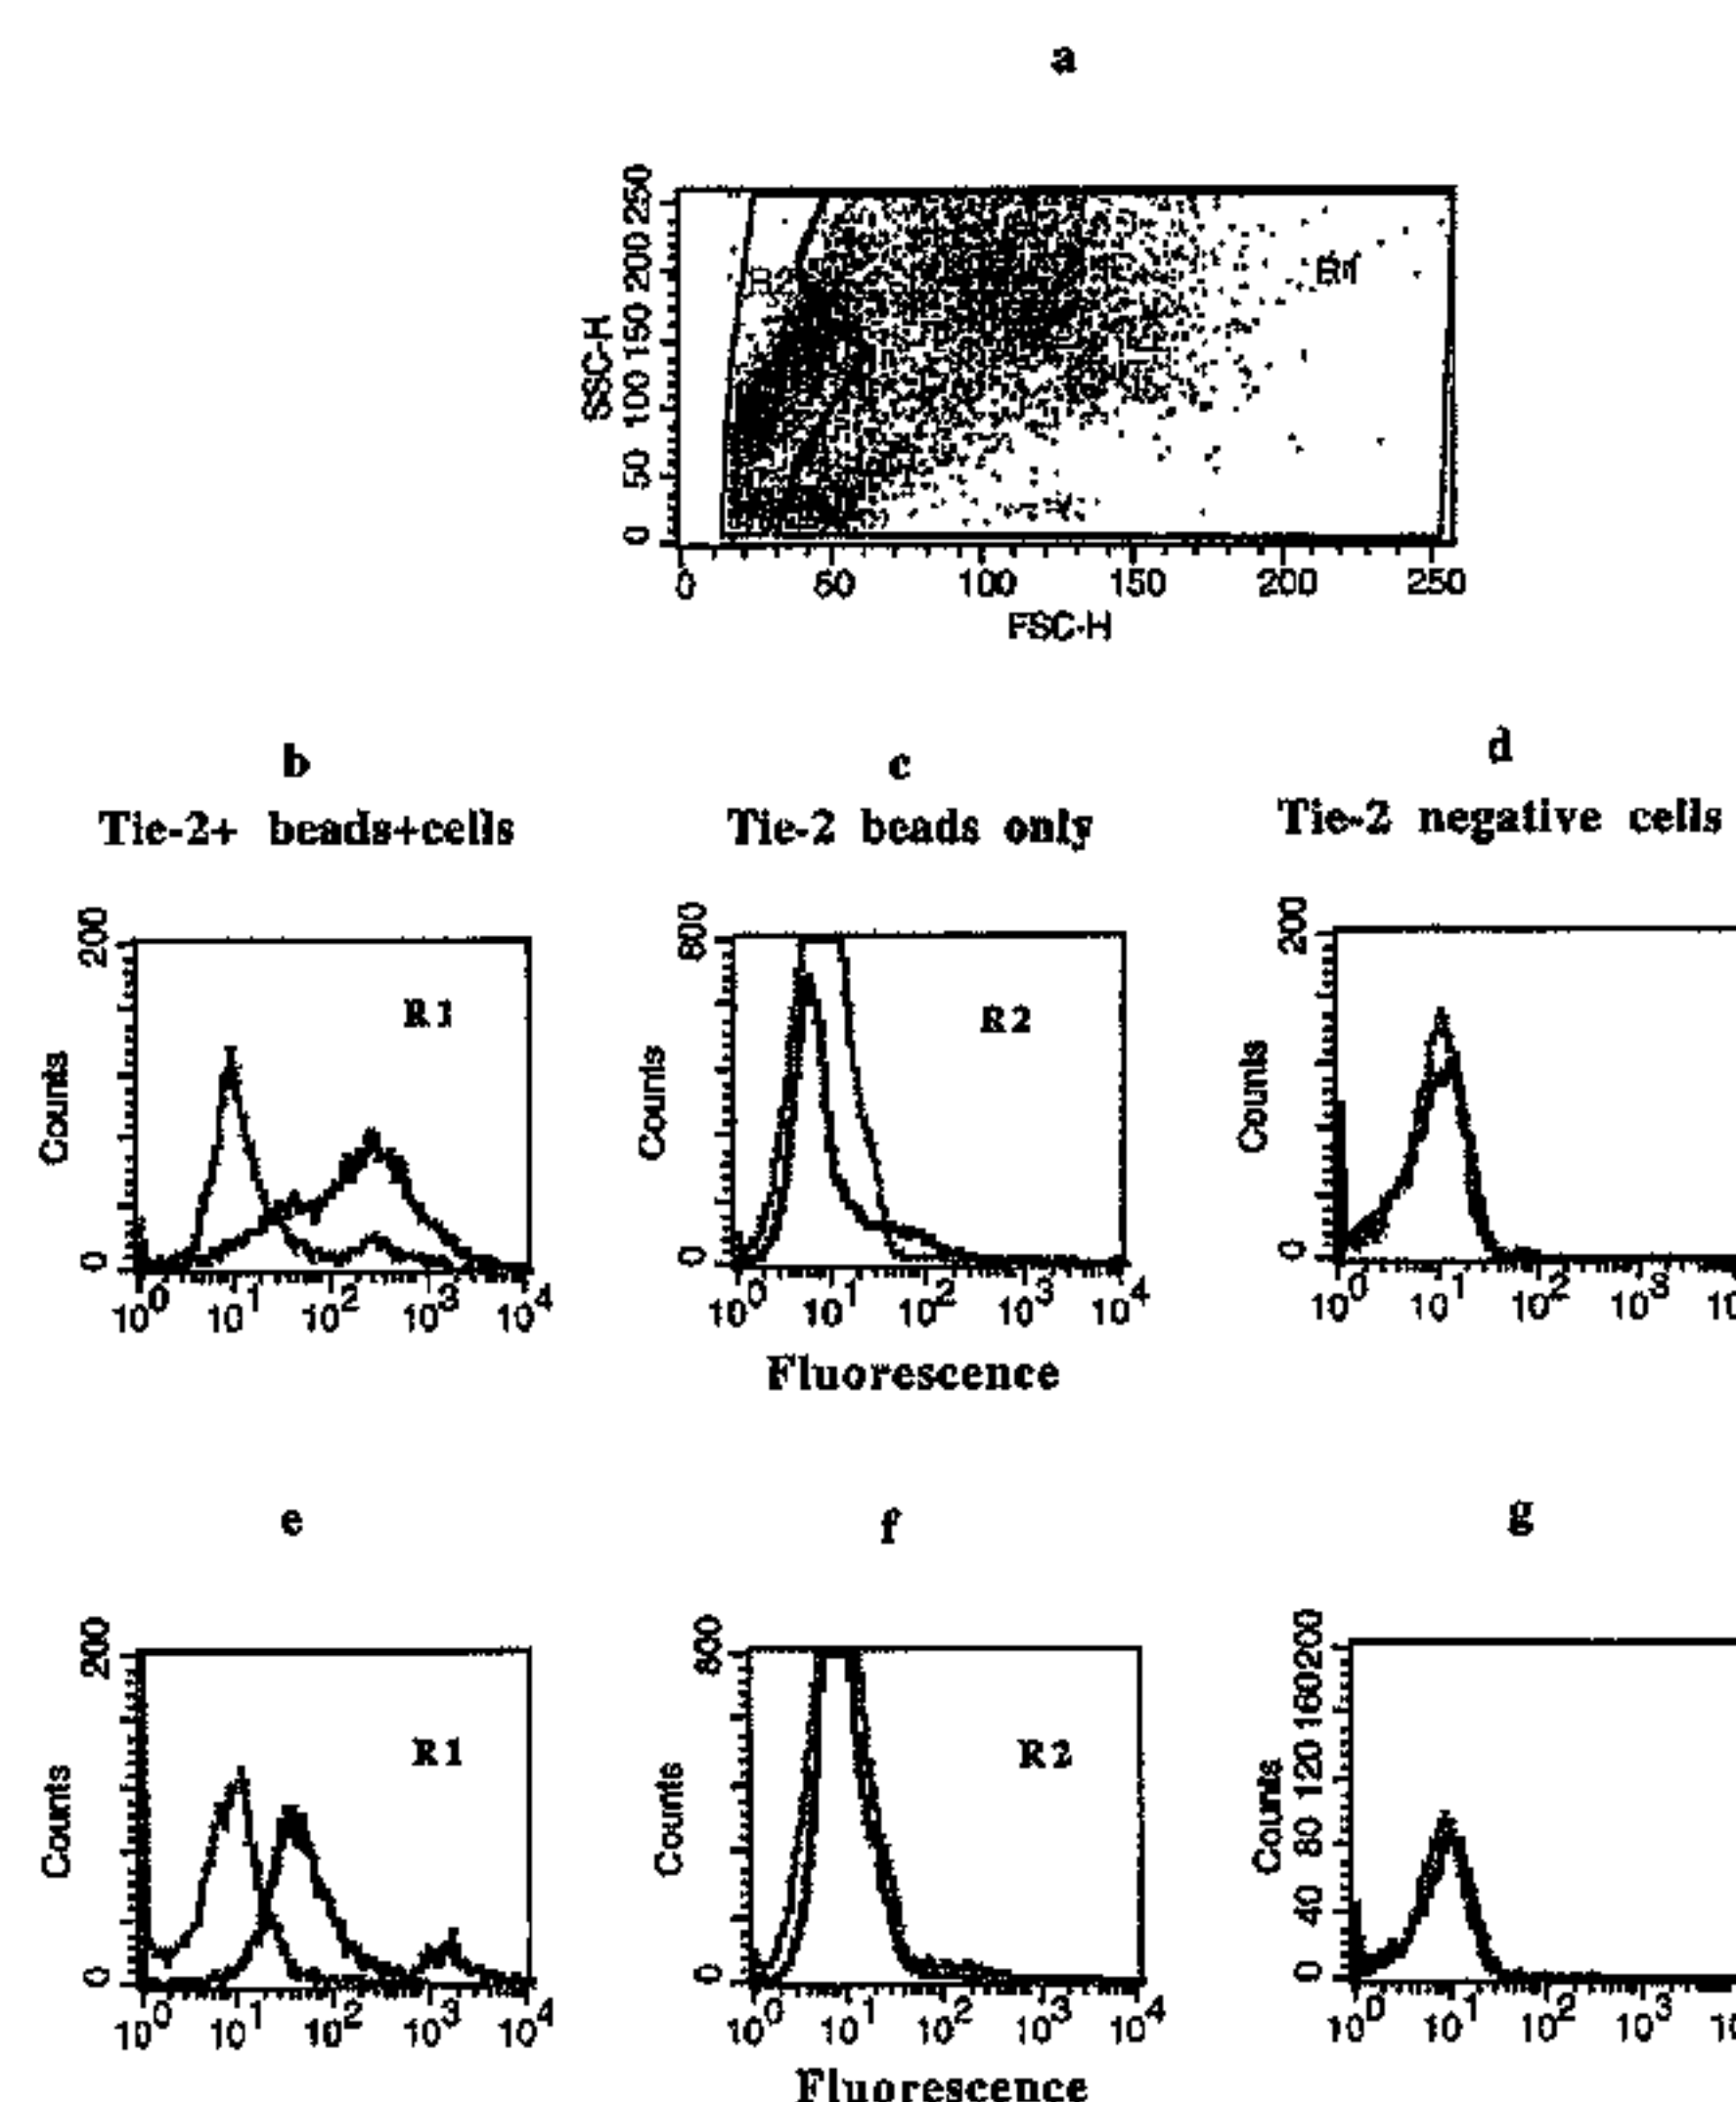 a
250
200
150
100
50
0
SSC-H
R2
R1
0 50 100 150 200 250
FSC-H
b c d
Tie-2+ beads+cells Tie-2 beads only Tie-2 negative cells
200 800 200
R1 R2
Counts Counts Counts
0 0 0
10^0 10^1 10^2 10^3 10^4 10^0 10^1 10^2 10^3 10^4 10^0 10^1 10^2 10^3
Fluorescence
e f g
200 800 200
160
120
80
40
R1 R2
Counts Counts Counts
0 0 0
10^0 10^1 10^2 10^3 10^4 10^0 10^1 10^2 10^3 10^4 10^0 10^1 10^2 10^3
Fluorescence